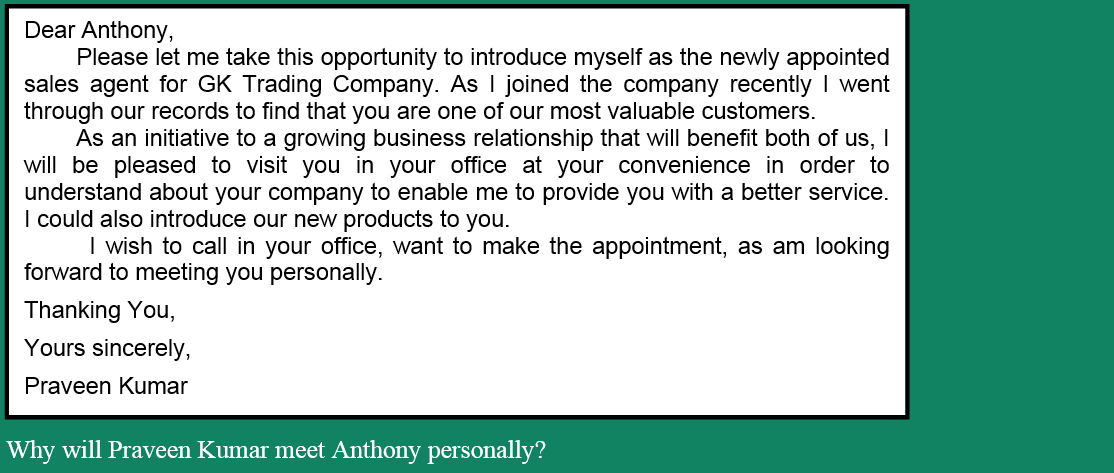 Dear Anthony,
Please let me take this opportunity to introduce myself as the newly appointed
sales agent for GK Trading Company. As I joined the company recently I went
through our records to find that you are one of our most valuable customers.
As an initiative to a growing business relationship that will benefit both of us, I
will be pleased to visit you in your office at your convenience in order to
understand about your company to enable me to provide you with a better service.
I could also introduce our new products to you.
I wish to call in your office, want to make the appointment, as am looking
forward to meeting you personally.
Thanking You,
Yours sincerely,
Praveen Kumar
Why will Praveen Kumar meet Anthony personally?